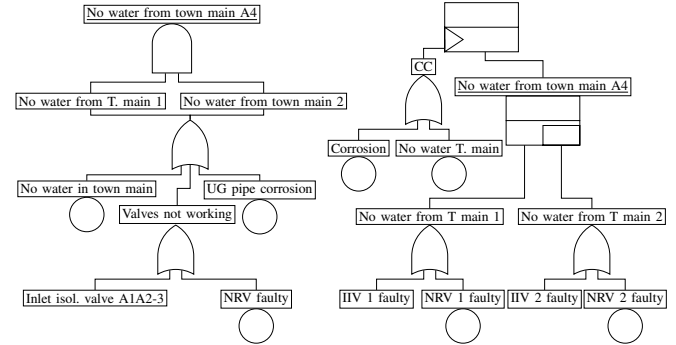 No water from town main A4
No water from T. main 1
No water from town main 2
No water in town main
UG pipe corrosion
Valves not working
Inlet isol. valve A1A2-3
NRV faulty
CC
No water from town main A4
Corrosion
No water T. main
No water from T main 1
No water from T main 2
IIV 1 faulty
NRV 1 faulty
IIV 2 faulty
NRV 2 faulty